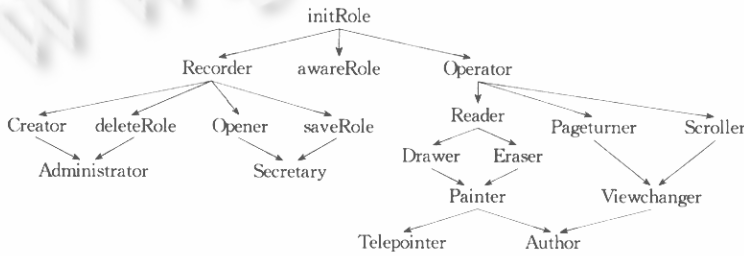 initRole
Recorder awareRole Operator
Creator deleteRole Opener saveRole Reader Pageturner Scroller
Drawer Eraser
Administrator Secretary Painter Viewchanger
Telepointer Author